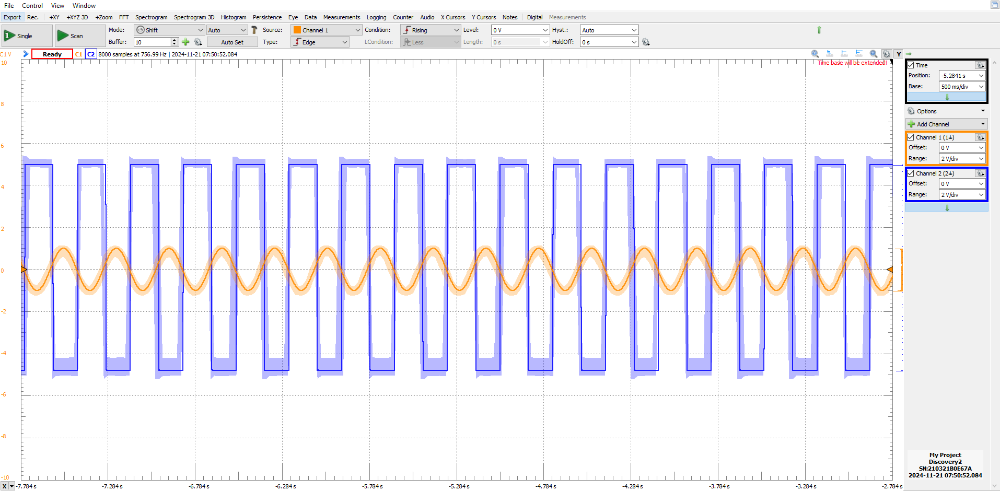 File Control View Window
Export Rec. +XY +XYZ 3D +Zoom FFT Spectrogram Spectrogram 3D Histogram Persistence Eye Data Measurements Logging Counter Audio X Cursors Y Cursors Notes Digital Measurements
1 Single Scan Mode: Shift Auto Source: Channel 1 Condition: Rising Level: 0 V Hyst.: Auto
Buffer: 10 Auto Set Type: Edge LCondition: Less Length: 0 s HoldOff: 0 s
C1 V Ready C1 C2 8000 samples at 756.99 Hz | 2024-11-21 07:50:52.084 Y
Time base will be extended!
10
8
6
4
2
0
-2
-4
-6
-8
-10
X -7.784 s -7.284 s -6.784 s -6.284 s -5.784 s -5.284 s -4.784 s -4.284 s -3.784 s -3.284 s -2.784 s
Time
Position: -5.2841 s
Base: 500 ms/div
Options
Add Channel
Channel 1 (1±)
Offset: 0 V
Range: 2 V/div
Channel 2 (2±)
Offset: 0 V
Range: 2 V/div
My Project
Discovery2
SN:210321B0E67A
2024-11-21 07:50:52.084